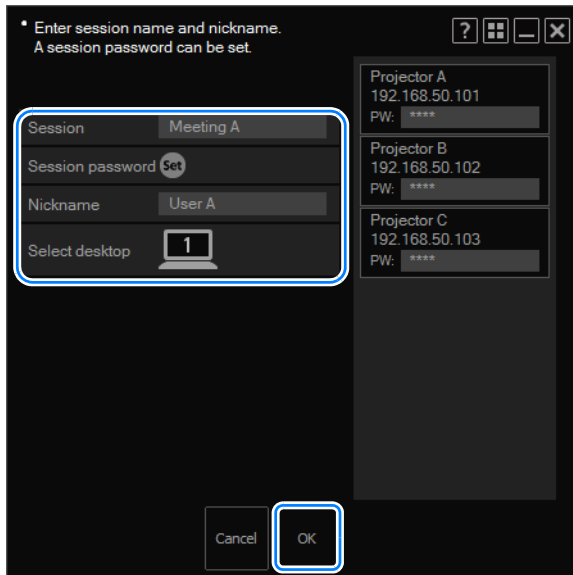 • Enter session name and nickname.
A session password can be set.
?
Session Meeting A
Session password Set
Nickname User A
Select desktop 1
Projector A
192.168.50.101
PW: ****
Projector B
192.168.50.102
PW: ****
Projector C
192.168.50.103
PW: ****
Cancel OK